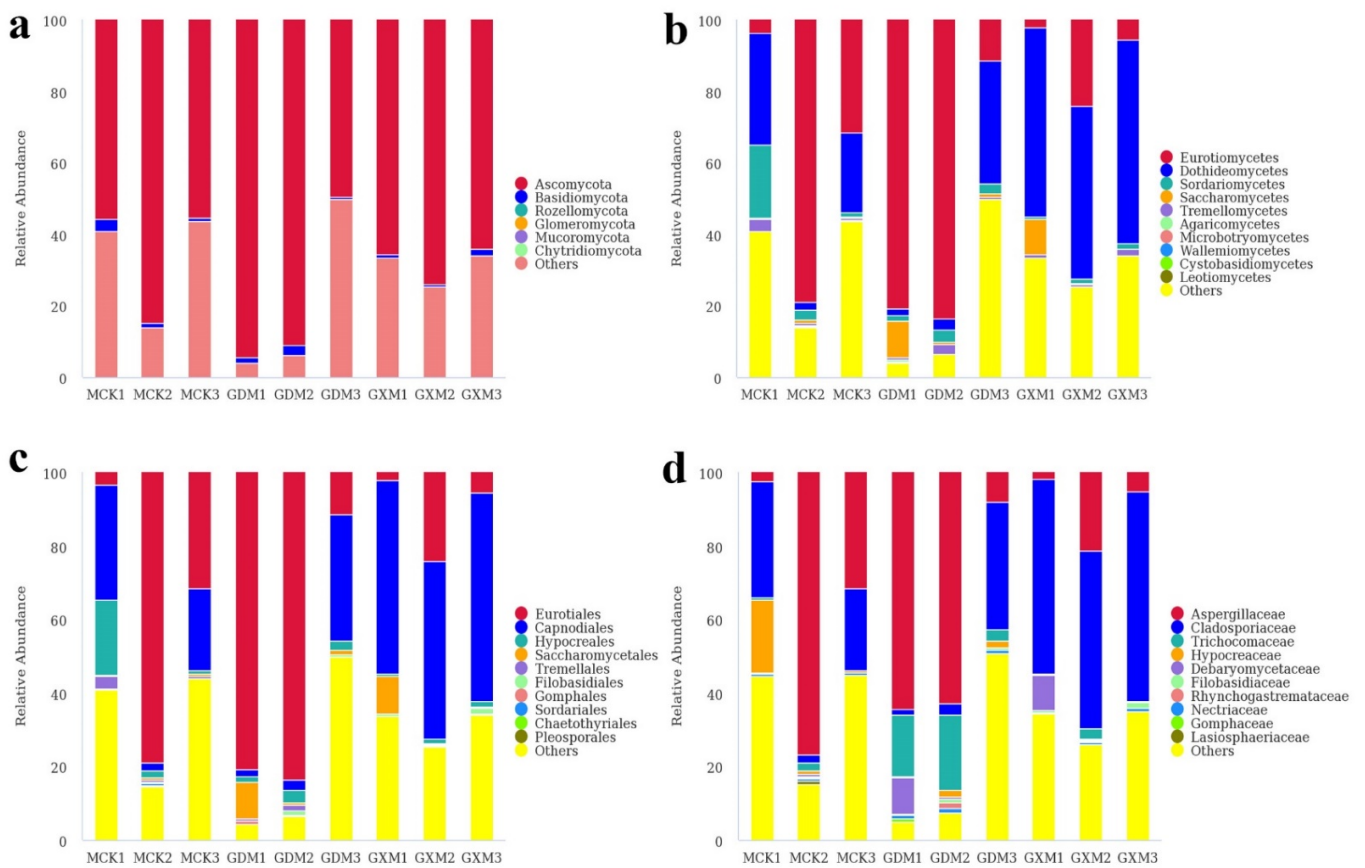 a
100
80
60
40
20
0
Relative Abundance
MCK1 MCK2 MCK3 GDM1 GDM2 GDM3 GXM1 GXM2 GXM3
Ascomycota
Basidiomycota
Rozellomycota
Glomeromycota
Mucoromycota
Chytridiomycota
Others
b
100
80
60
40
20
0
Relative Abundance
MCK1 MCK2 MCK3 GDM1 GDM2 GDM3 GXM1 GXM2 GXM3
Eurotiomycetes
Dothideomycetes
Sordariomycetes
Saccharomycetes
Tremellomycetes
Agaricomycetes
Microbotryomycetes
Wallemiomycetes
Cystobasidiomycetes
Leotiomycetes
Others
c
100
80
60
40
20
0
Relative Abundance
MCK1 MCK2 MCK3 GDM1 GDM2 GDM3 GXM1 GXM2 GXM3
Eurotiales
Capnodiales
Hypocreales
Saccharomycetales
Tremellales
Filobasidiales
Gomphales
Sordariales
Chaetothyriales
Pleosporales
Others
d
100
80
60
40
20
0
Relative Abundance
MCK1 MCK2 MCK3 GDM1 GDM2 GDM3 GXM1 GXM2 GXM3
Aspergillaceae
Cladosporiaceae
Trichocomaceae
Hypocreaceae
Debaryomycetaceae
Filobasidiaceae
Rhynchogastremataceae
Nectriaceae
Gomphaceae
Lasiosphaeriaceae
Others